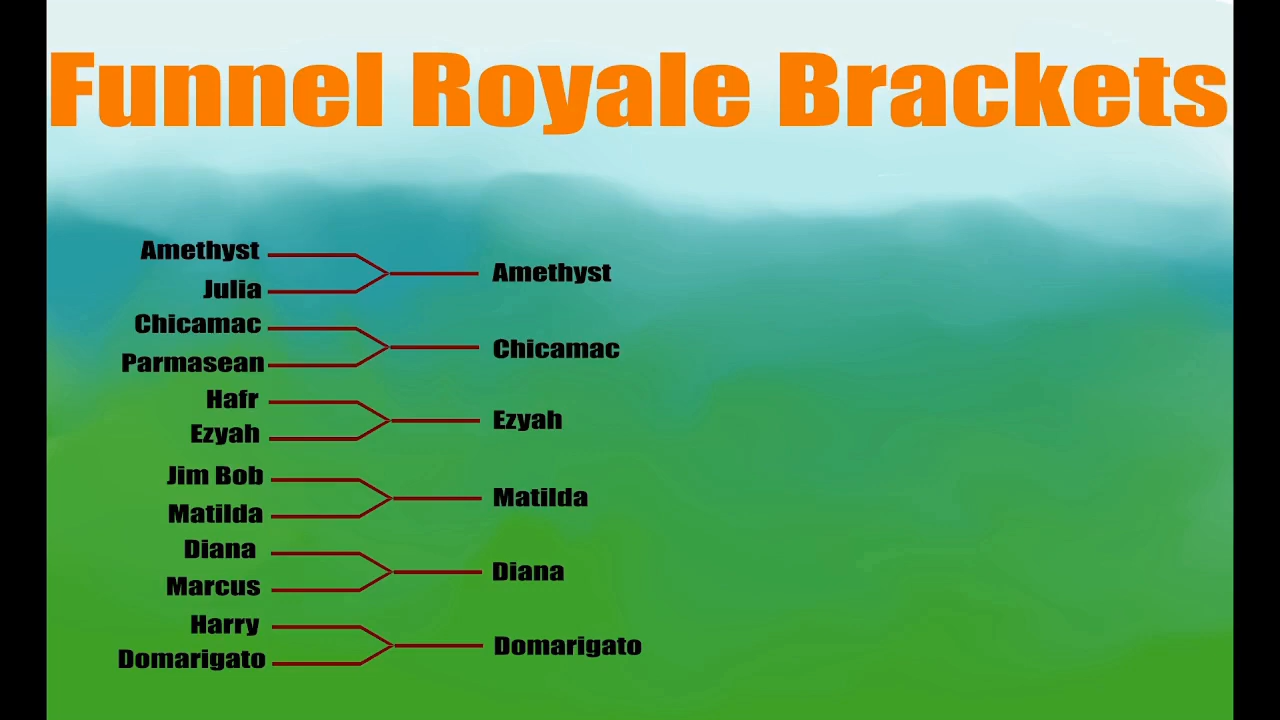 Funnel Royale Brackets
Amethyst
Julia
Amethyst
Chicamac
Parmasean
Chicamac
Hafr
Ezyah
Ezyah
Jim Bob
Matilda
Matilda
Diana
Marcus
Diana
Harry
Domarigato
Domarigato